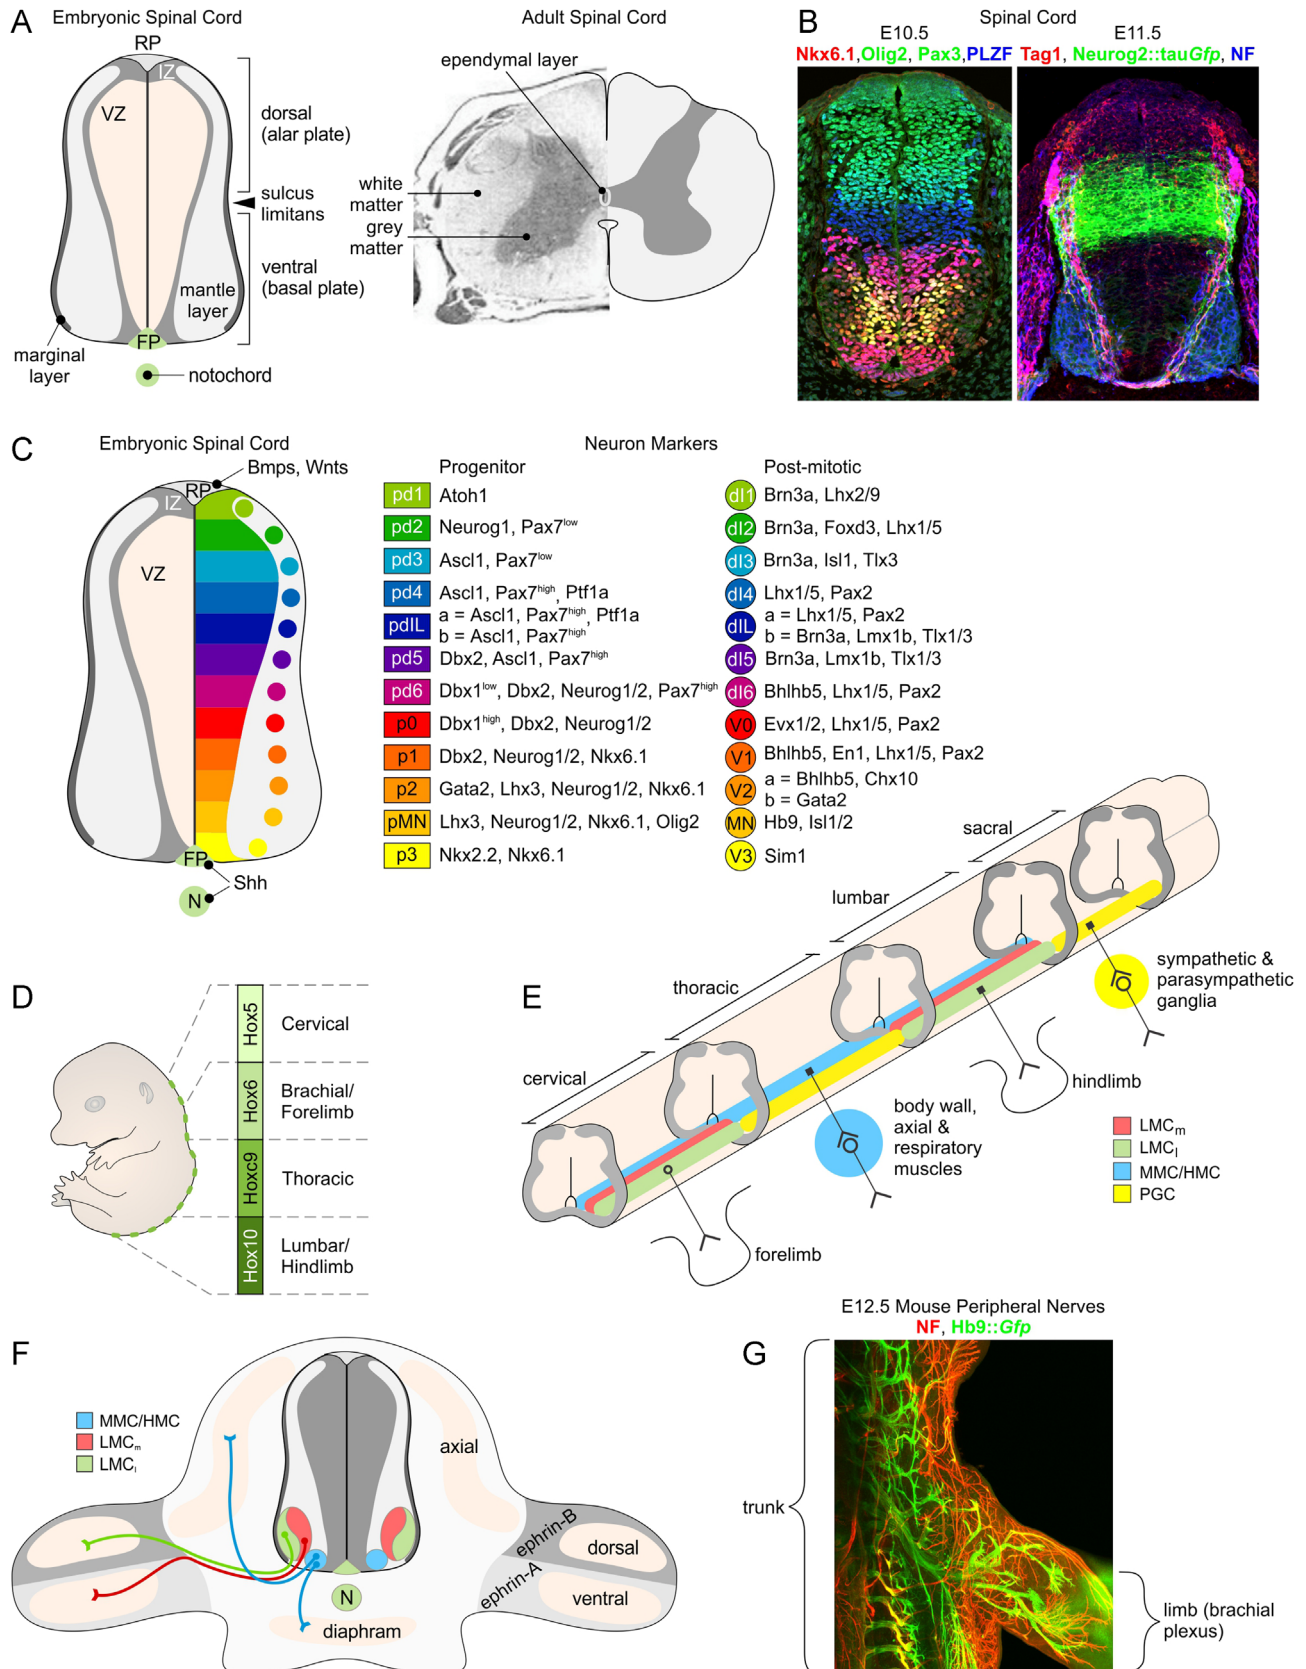 A
Embryonic Spinal Cord
RP
IZ
VZ
dorsal
(alar plate)
sulcus
limitans
ventral
(basal plate)
mantle
layer
FP
marginal
layer
notochord
Adult Spinal Cord
ependymal layer
white
matter
grey
matter
B
Spinal Cord
E10.5
Nkx6.1,Olig2, Pax3,PLZF
E11.5
Tag1, Neurog2::tauGfp, NF
C
Embryonic Spinal Cord
Bmps, Wnts
RP
IZ
VZ
FP
Shh
N
Neuron Markers
Progenitor
pd1 Atoh1
pd2 Neurog1, Pax7low
pd3 Ascl1, Pax7low
pd4 Ascl1, Pax7high, Ptf1a
pdIL a = Ascl1, Pax7high, Ptf1a
b = Ascl1, Pax7high
pd5 Dbx2, Ascl1, Pax7high
pd6 Dbx1low, Dbx2, Neurog1/2, Pax7high
p0 Dbx1high, Dbx2, Neurog1/2
p1 Dbx2, Neurog1/2, Nkx6.1
p2 Gata2, Lhx3, Neurog1/2, Nkx6.1
pMN Lhx3, Neurog1/2, Nkx6.1, Olig2
p3 Nkx2.2, Nkx6.1
Post-mitotic
dI1 Brn3a, Lhx2/9
dI2 Brn3a, Foxd3, Lhx1/5
dI3 Brn3a, Isl1, Tlx3
dI4 Lhx1/5, Pax2
dIL a = Lhx1/5, Pax2
b = Brn3a, Lmx1b, Tlx1/3
dI5 Brn3a, Lmx1b, Tlx1/3
dI6 Bhlhb5, Lhx1/5, Pax2
V0 Evx1/2, Lhx1/5, Pax2
V1 Bhlhb5, En1, Lhx1/5, Pax2
V2 a = Bhlhb5, Chx10
b = Gata2
MN Hb9, Isl1/2
V3 Sim1
D
Hox5
Cervical
Hox6
Brachial/
Forelimb
Hoxc9
Thoracic
Hox10
Lumbar/
Hindlimb
E
sacral
lumbar
thoracic
cervical
sympathetic &
parasympathetic
ganglia
hindlimb
body wall,
axial &
respiratory
muscles
forelimb
LMCm
LMCl
MMC/HMC
PGC
F
MMC/HMC
LMCm
LMCl
axial
ephrin-B
ephrin-A
dorsal
ventral
N
diaphram
G
E12.5 Mouse Peripheral Nerves
NF, Hb9::Gfp
trunk
limb (brachial
plexus)